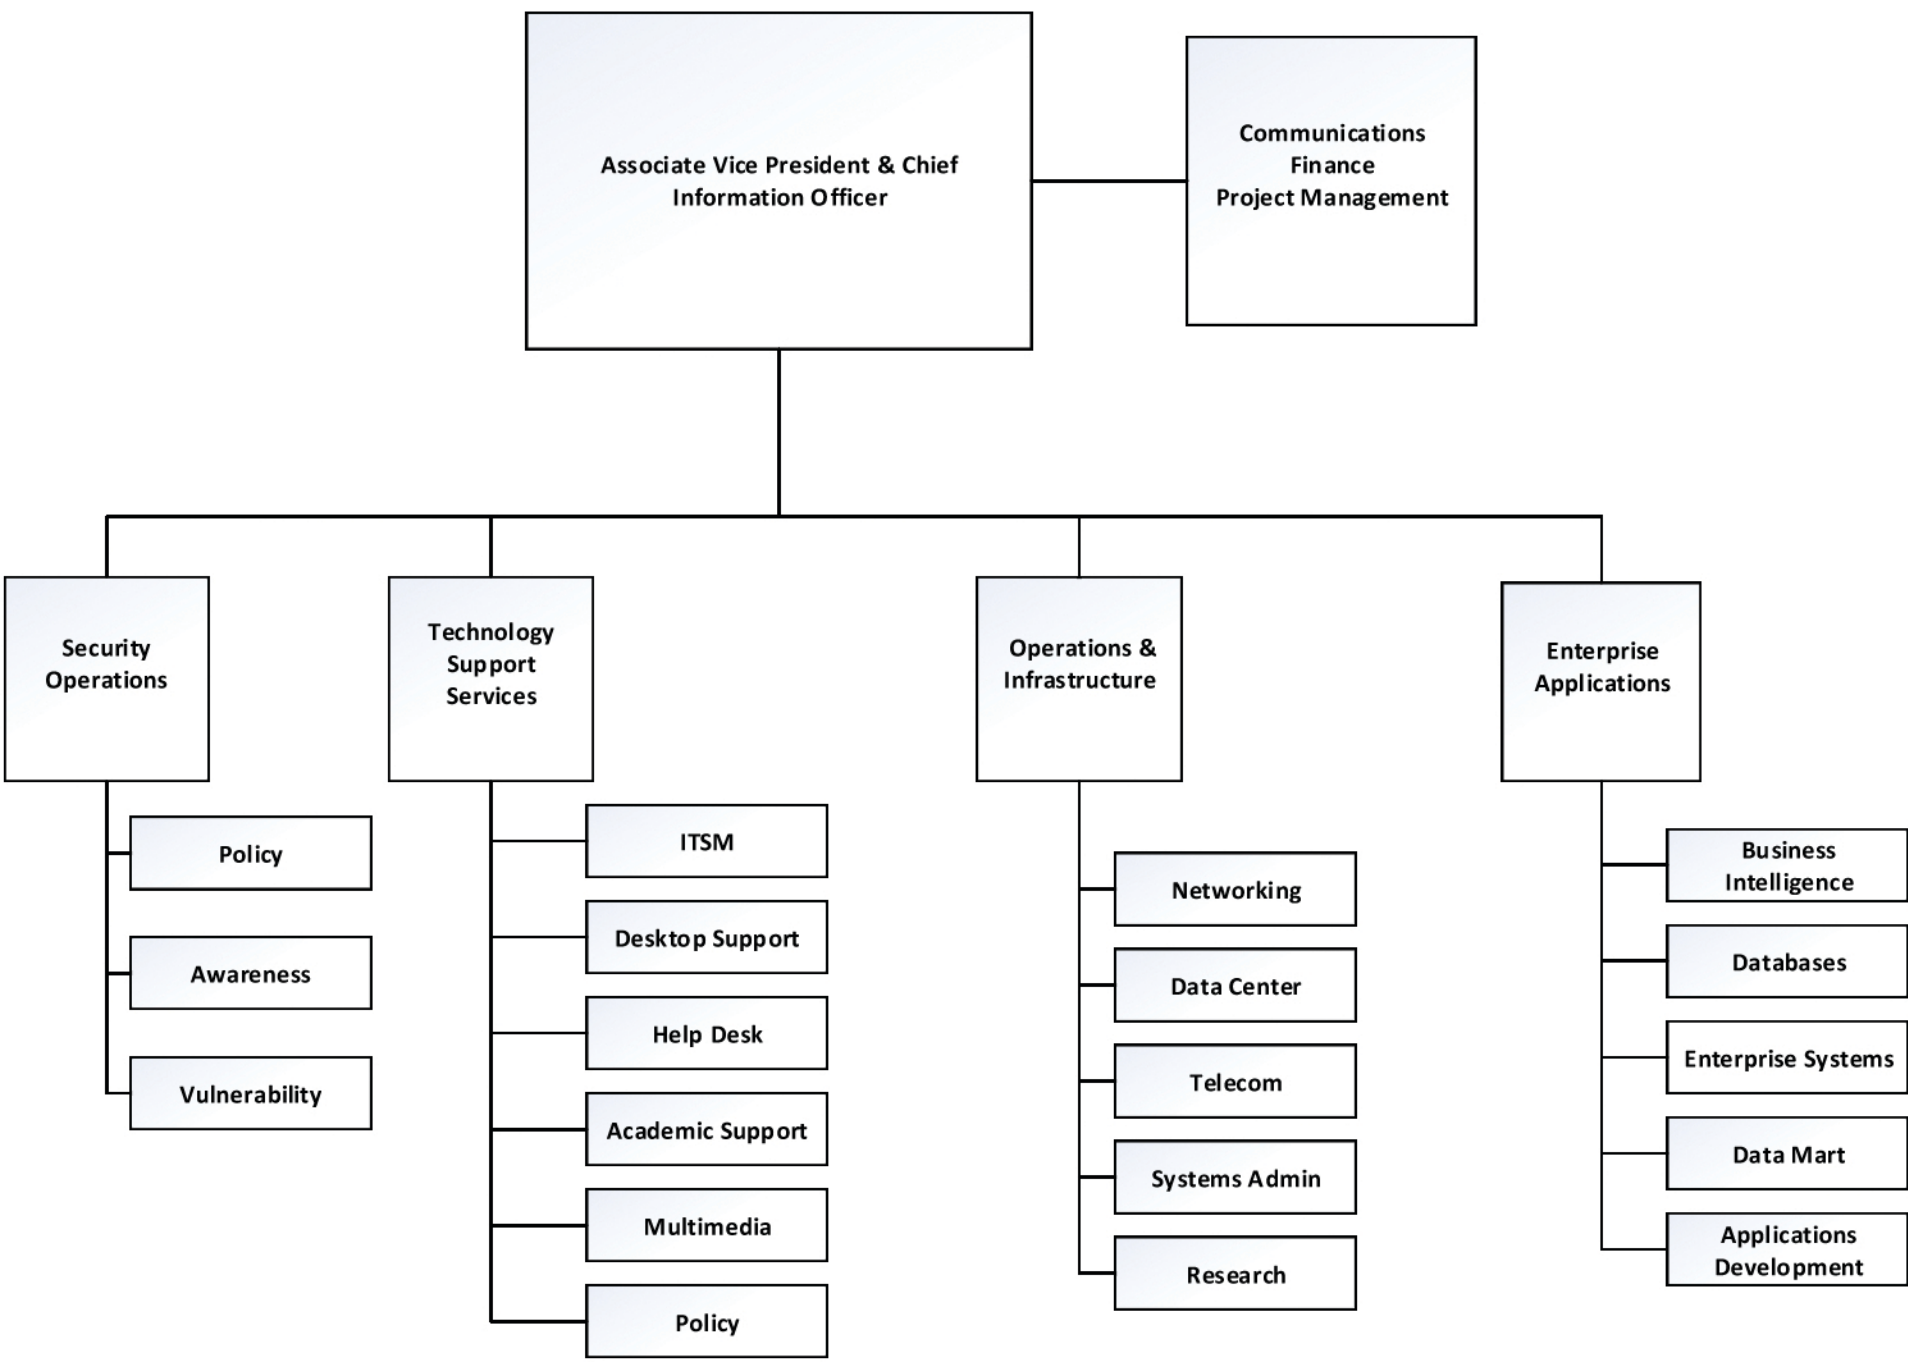 Associate Vice President & Chief
Information Officer
Communications
Finance
Project Management
Security
Operations
Policy
Awareness
Vulnerability
Technology
Support
Services
ITSM
Desktop Support
Help Desk
Academic Support
Multimedia
Policy
Operations &
Infrastructure
Networking
Data Center
Telecom
Systems Admin
Research
Enterprise
Applications
Business
Intelligence
Databases
Enterprise Systems
Data Mart
Applications
Development